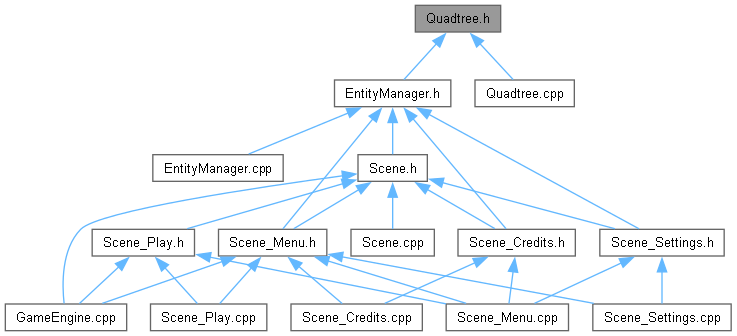 Quadtree.h
EntityManager.h
Quadtree.cpp
EntityManager.cpp
Scene.h
Scene_Play.h
Scene_Menu.h
Scene.cpp
Scene_Credits.h
Scene_Settings.h
GameEngine.cpp
Scene_Play.cpp
Scene_Credits.cpp
Scene_Menu.cpp
Scene_Settings.cpp